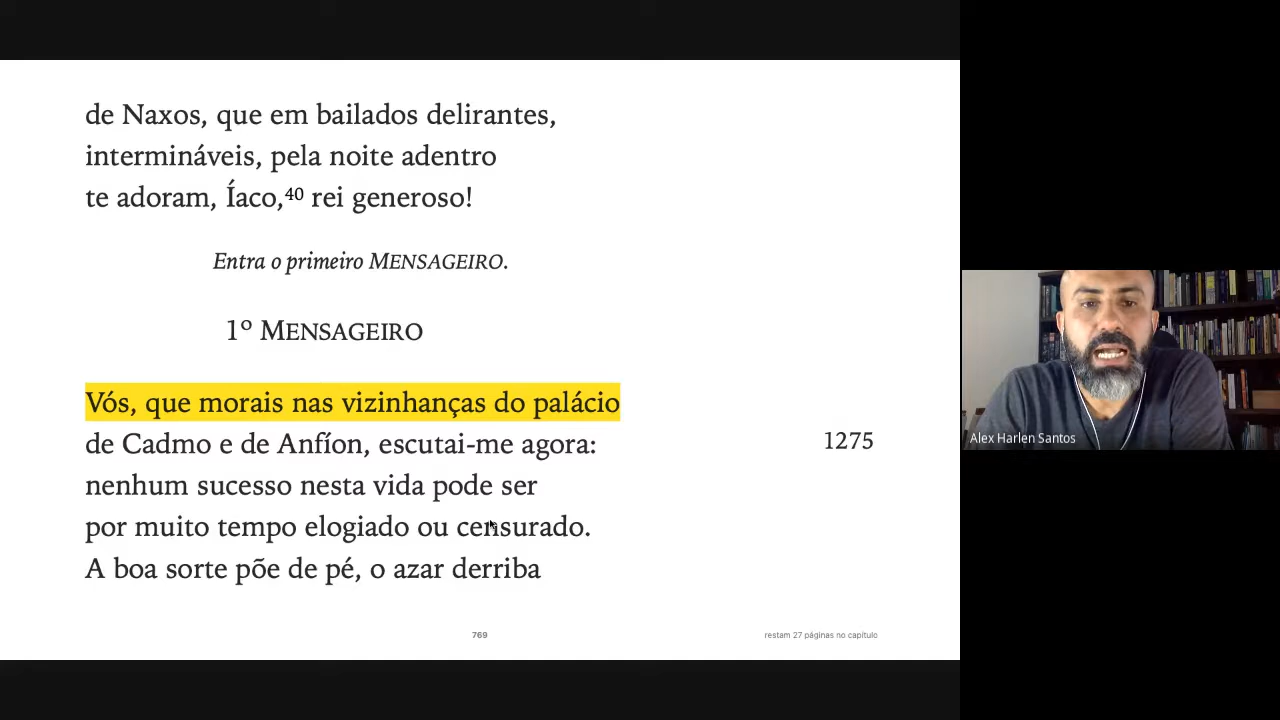 de Naxos, que em bailados delirantes,
intermináveis, pela noite adentro
te adoram, Íaco,⁴⁰ rei generoso!
Entra o primeiro MENSAGEIRO.
1º MENSAGEIRO
Vós, que morais nas vizinhanças do palácio
de Cadmo e de Anfíon, escutai-me agora:
1275
nenhum sucesso nesta vida pode ser
por muito tempo elogiado ou censurado.
A boa sorte põe de pé, o azar derriba
769
restam 27 páginas no capítulo
Alex Harlen Santos